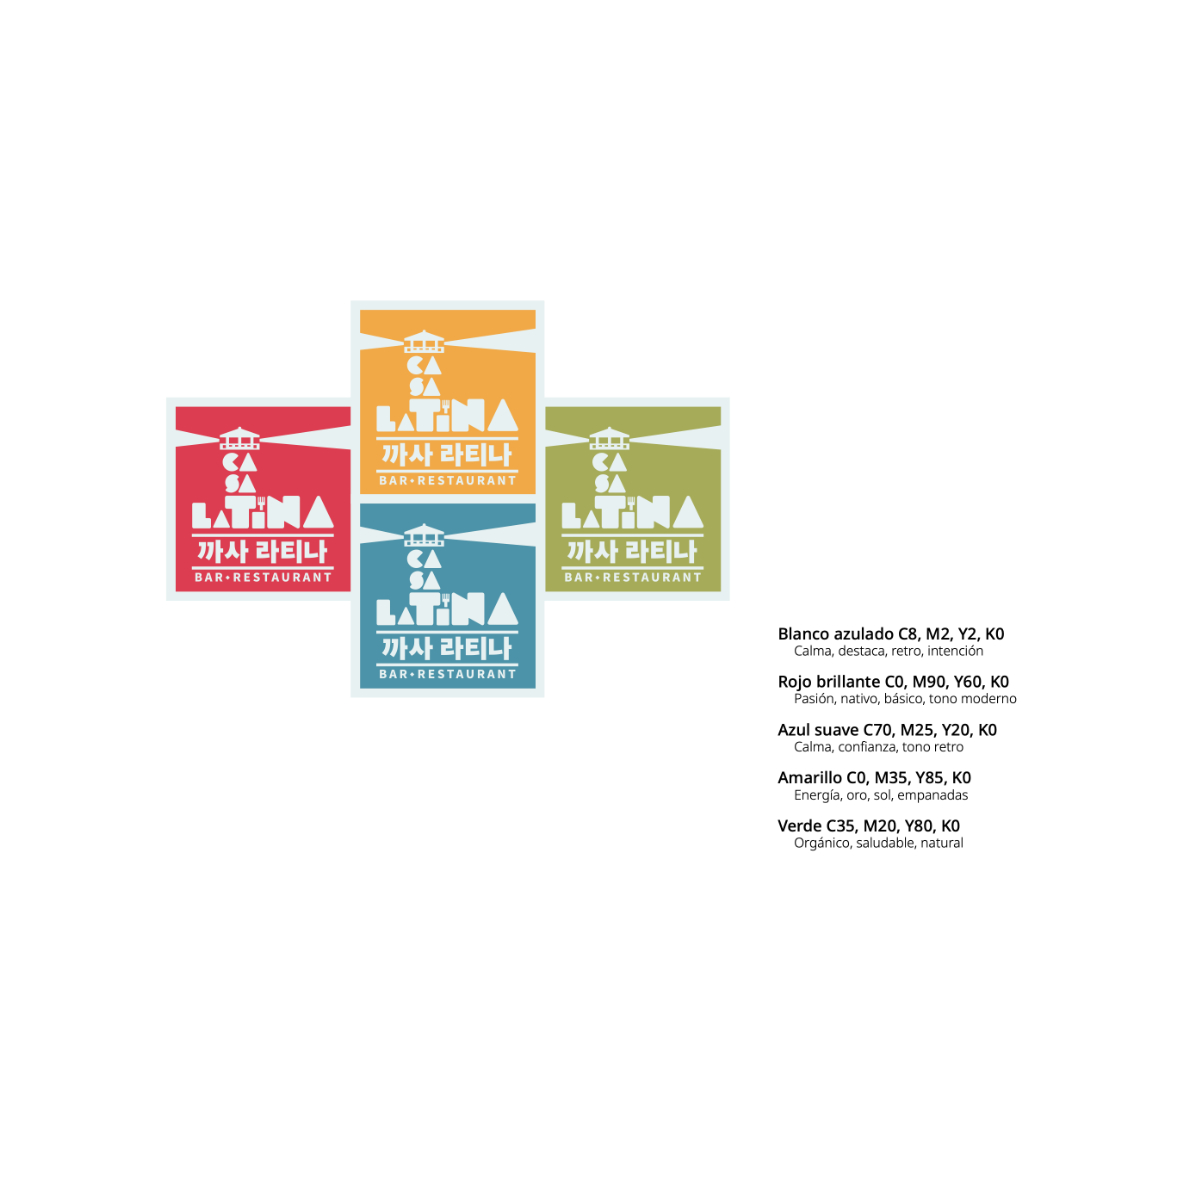 CA
SA
LATINA
까사 라티나
BAR•RESTAURANT
CA
SA
LATINA
까사 라티나
BAR•RESTAURANT
CA
SA
LATINA
까사 라티나
BAR•RESTAURANT
CA
SA
LATINA
까사 라티나
BAR•RESTAURANT
Blanco azulado C8, M2, Y2, K0
Calma, destaca, retro, intención
Rojo brillante C0, M90, Y60, K0
Pasión, nativo, básico, tono moderno
Azul suave C70, M25, Y20, K0
Calma, confianza, tono retro
Amarillo C0, M35, Y85, K0
Energía, oro, sol, empanadas
Verde C35, M20, Y80, K0
Orgánico, saludable, natural